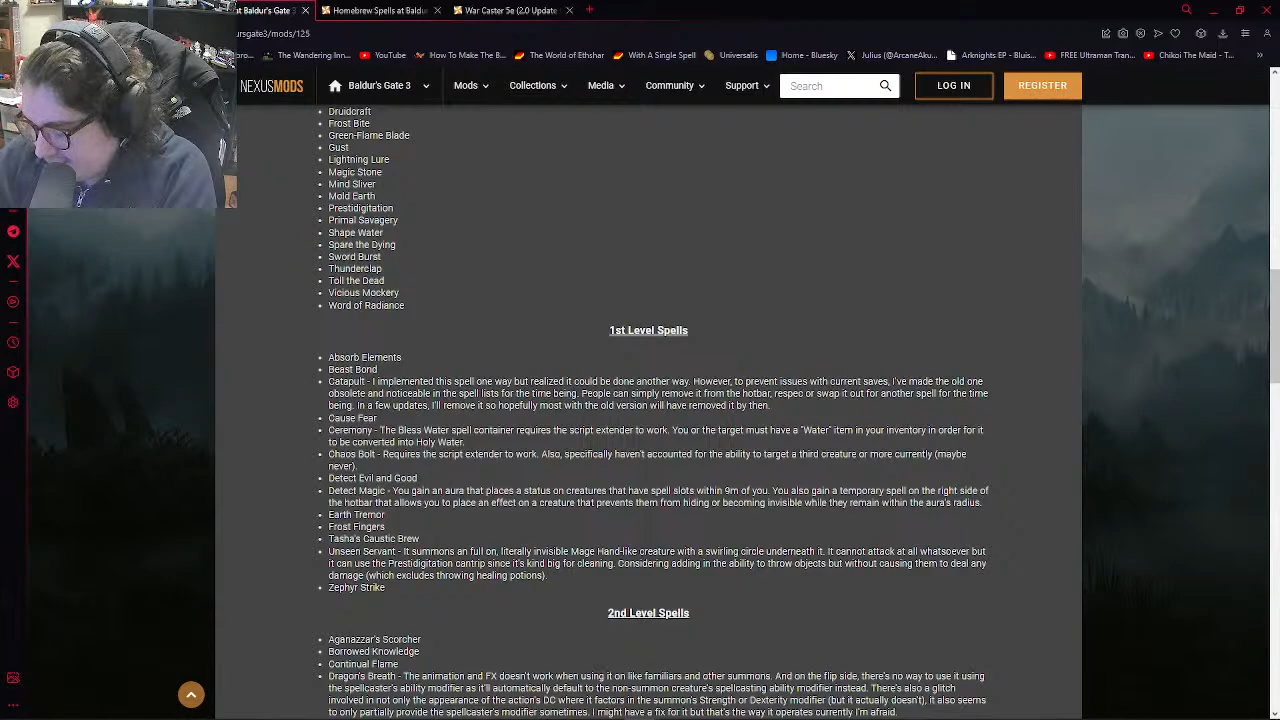 at Baldur's Gate 3
Homebrew Spells at Baldur
War Caster 5e (2.0 Update
ursgate3/mods/125
The Wandering Inn...
YouTube
How To Make The B...
The World of Ethshar
With A Single Spell
Universalis
Home - Bluesky
Julius (@ArcaneAku...
Arknights EP - Bluis...
FREE Ultraman Tran...
Chikoi The Maid - T...
NEXUSMODS
Baldur's Gate 3
Mods
Collections
Media
Community
Support
Search
LOG IN
REGISTER
Druidcraft
Frost Bite
Green-Flame Blade
Gust
Lightning Lure
Magic Stone
Mind Sliver
Mold Earth
Prestidigitation
Primal Savagery
Shape Water
Spare the Dying
Sword Burst
Thunderclap
Toll the Dead
Vicious Mockery
Word of Radiance
1st Level Spells
Absorb Elements
Beast Bond
Catapult - I implemented this spell one way but realized it could be done another way. However, to prevent issues with current saves, I've made the old one
obsolete and noticeable in the spell lists for the time being. People can simply remove it from the hotbar, respec or swap it out for another spell for the time
being. In a few updates, I'll remove it so hopefully most with the old version will have removed it by then.
Cause Fear
Ceremony - The Bless Water spell container requires the script extender to work. You or the target must have a "Water" item in your inventory in order for it
to be converted into Holy Water.
Chaos Bolt - Requires the script extender to work. Also, specifically haven't accounted for the ability to target a third creature or more currently (maybe
never).
Detect Evil and Good
Detect Magic - You gain an aura that places a status on creatures that have spell slots within 9m of you. You also gain a temporary spell on the right side of
the hotbar that allows you to place an effect on a creature that prevents them from hiding or becoming invisible while they remain within the aura's radius.
Earth Tremor
Frost Fingers
Tasha's Caustic Brew
Unseen Servant - It summons an full on, literally invisible Mage Hand-like creature with a swirling circle underneath it. It cannot attack at all whatsoever but
it can use the Prestidigitation cantrip since it's kind big for cleaning. Considering adding in the ability to throw objects but without causing them to deal any
damage (which excludes throwing healing potions).
Zephyr Strike
2nd Level Spells
Aganazzar's Scorcher
Borrowed Knowledge
Continual Flame
Dragon's Breath - The animation and FX doesn't work when using it on like familiars and other summons. And on the flip side, there's no way to use it using
the spellcaster's ability modifier as it'll automatically default to the non-summon creature's spellcasting ability modifier instead. There's also a glitch
involved in not only the appearance of the action's DC where it factors in the summon's Strength or Dexterity modifier (but it actually doesn't), it also seems
to only partially provide the spellcaster's modifier sometimes. I might have a fix for it but that's the way it operates currently I'm afraid.